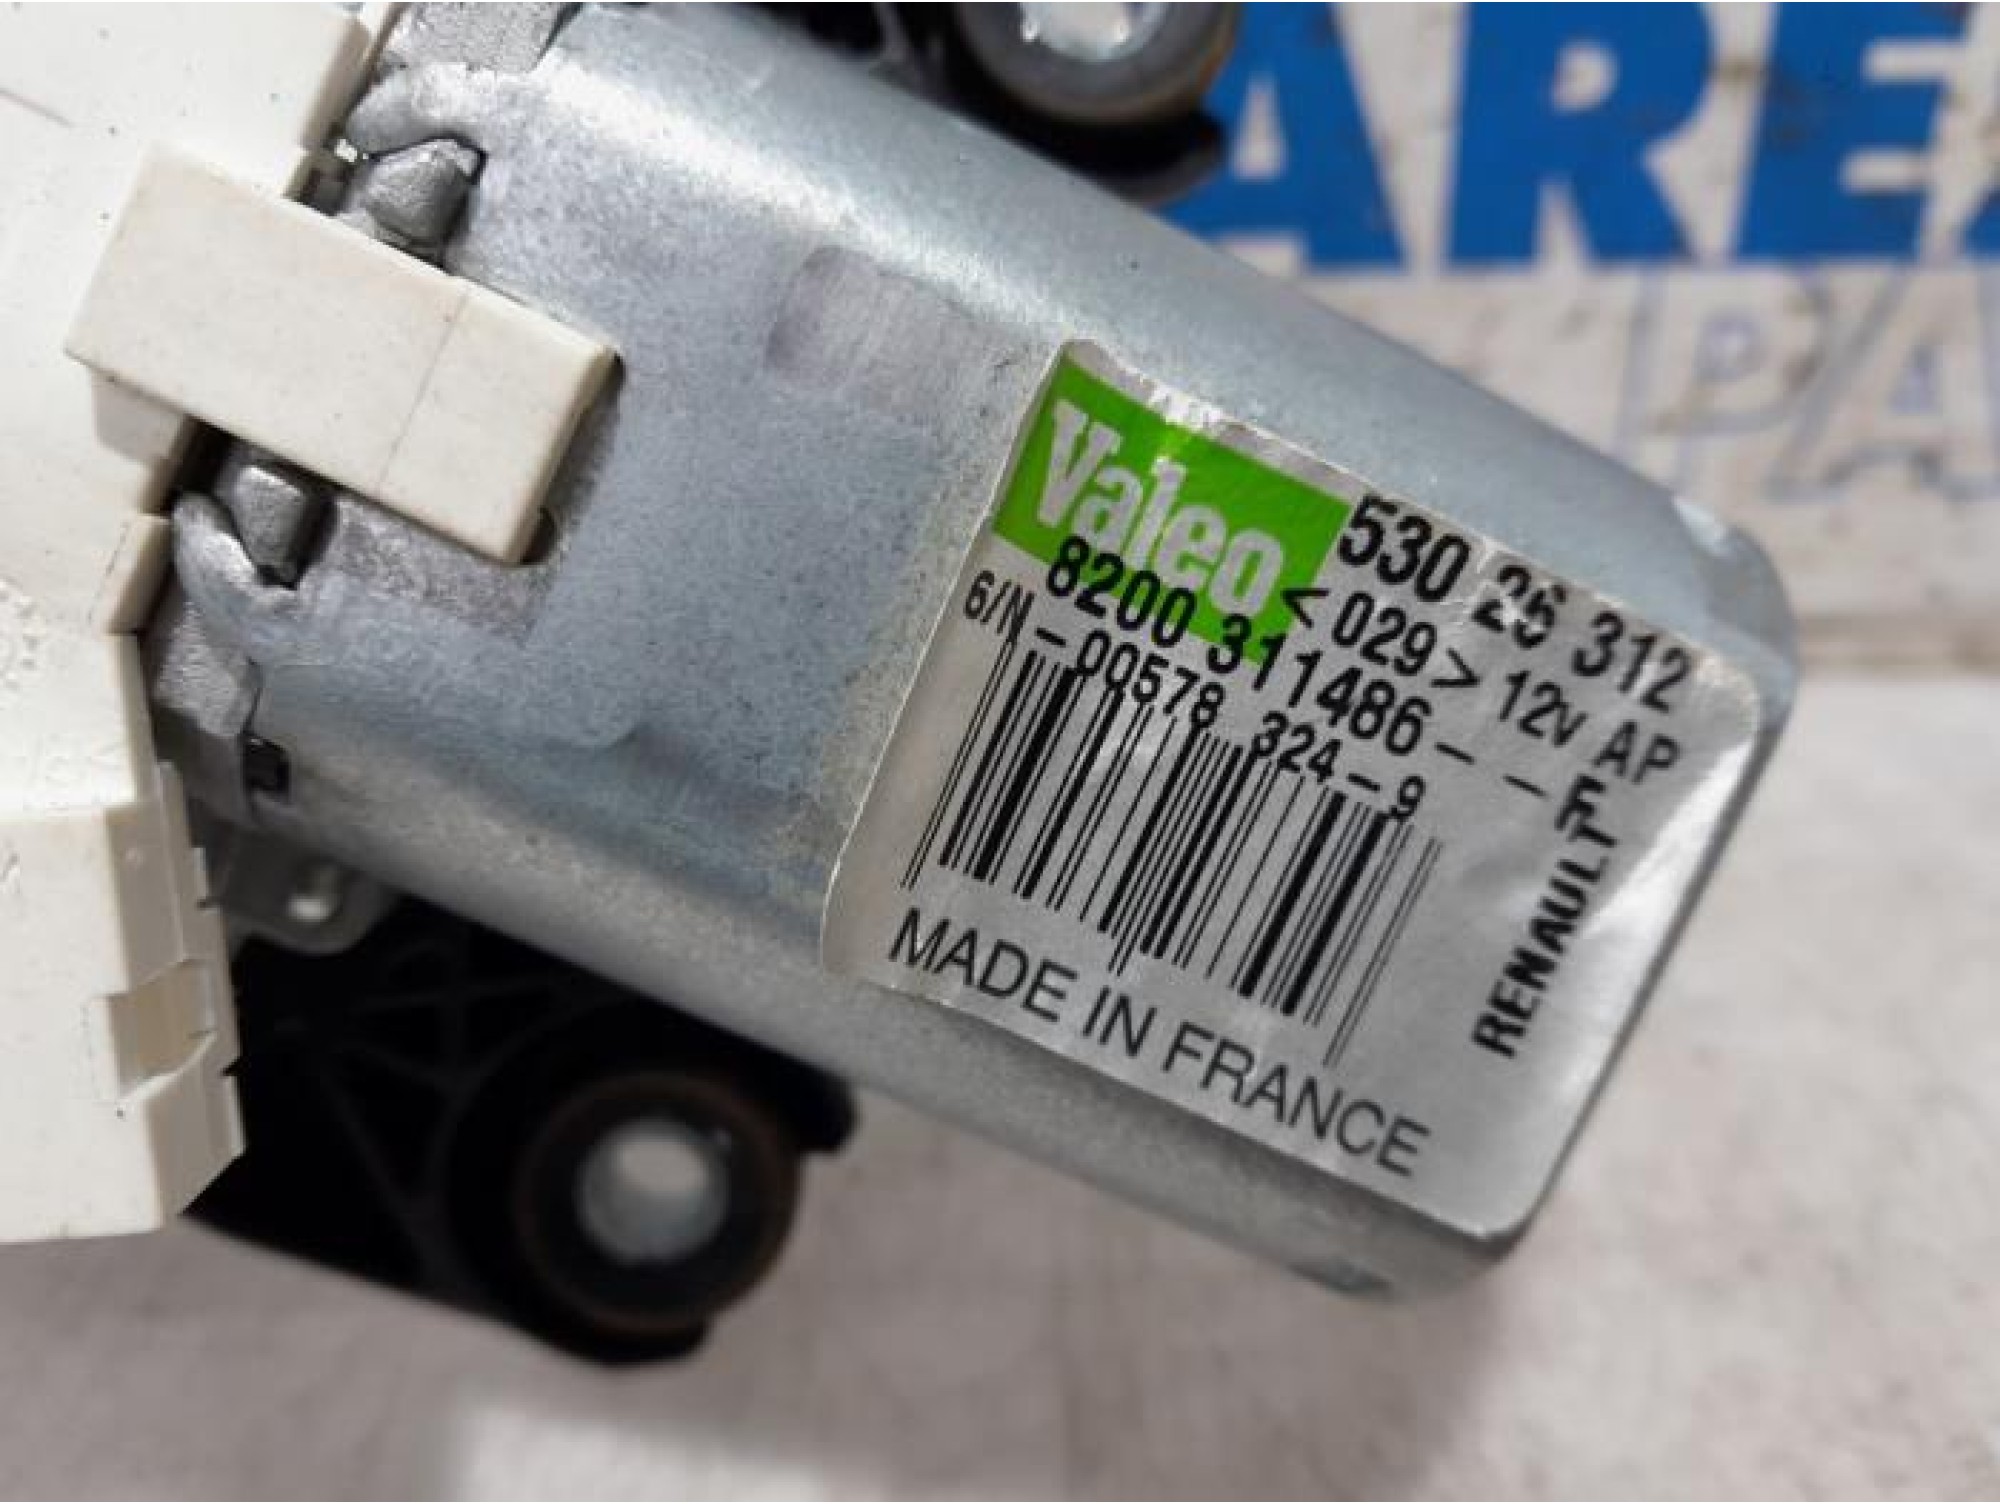 ARE
PA
Valeo 530 26 312
<029> 12v AP
8200 311486 - - F
6/N - 00578 324 - 9
RENAULT
MADE IN FRANCE